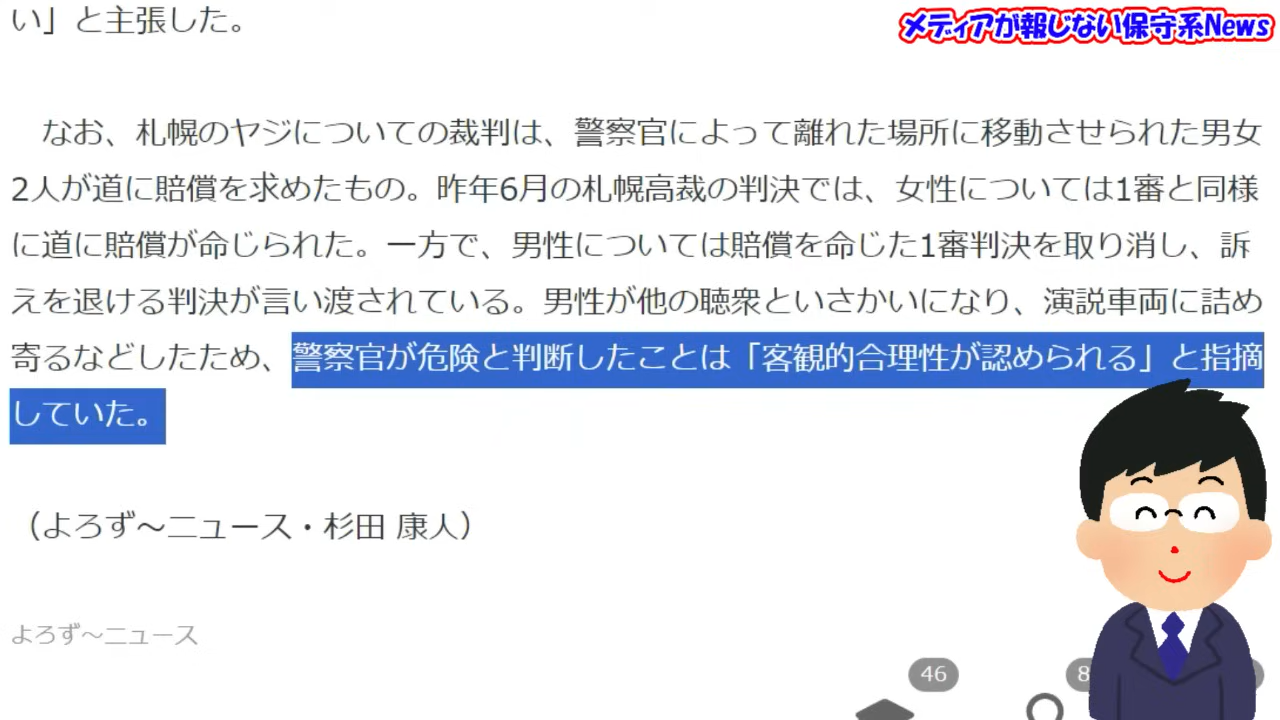 い」と主張した。
メディアが報じない保守系News
なお、札幌のヤジについての裁判は、警察官によって離れた場所に移動させられた男女
2人が道に賠償を求めたもの。昨年6月の札幌高裁の判決では、女性については1審と同様
に道に賠償が命じられた。一方で、男性については賠償を命じた1審判決を取り消し、訴
えを退ける判決が言い渡されている。男性が他の聴衆といさかいになり、演説車両に詰め
寄るなどしたため、警察官が危険と判断したことは「客観的合理性が認められる」と指摘
していた。
（よろず～ニュース・杉田 康人）
よろず～ニュース
46
8